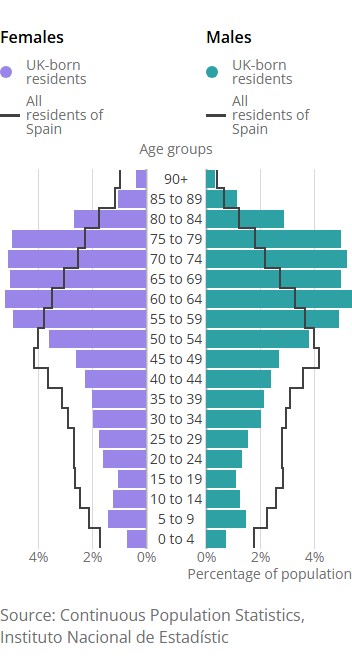 Females
Males
UK-born
residents
UK-born
residents
All
residents of
Spain
All
residents of
Spain
Age groups
90+
85 to 89
80 to 84
75 to 79
70 to 74
65 to 69
60 to 64
55 to 59
50 to 54
45 to 49
40 to 44
35 to 39
30 to 34
25 to 29
20 to 24
15 to 19
10 to 14
5 to 9
0 to 4
4% 2% 0% 0% 2% 4%
Percentage of population
Source: Continuous Population Statistics,
Instituto Nacional de Estadístic